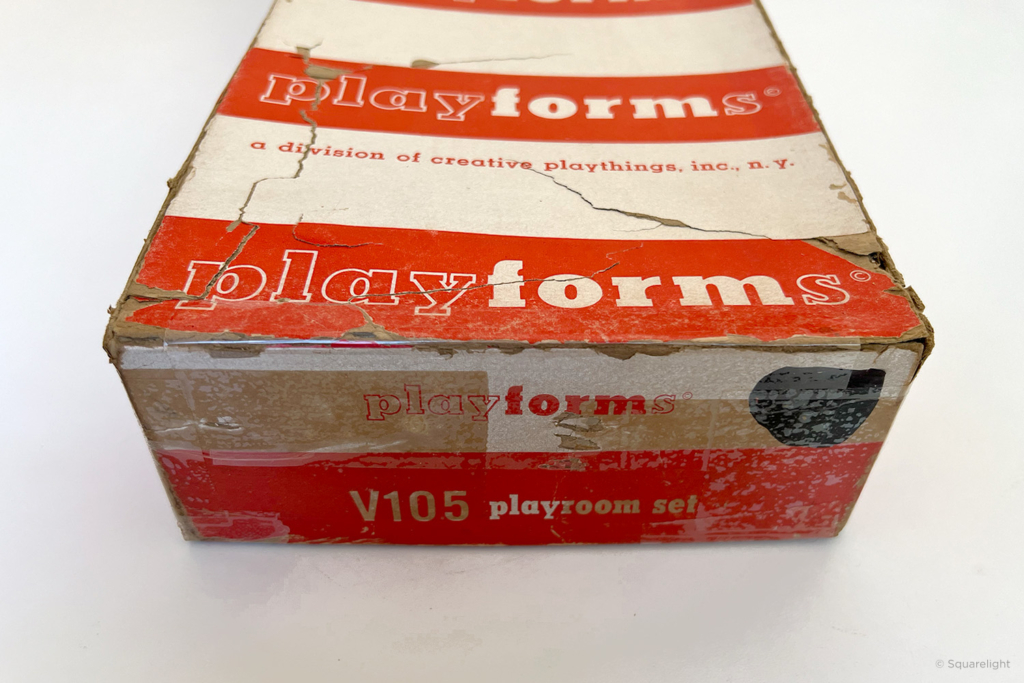 playforms©
a division of creative playthings, inc., n.y.
playforms©
playforms©
V105 playroom set
© Squarelight